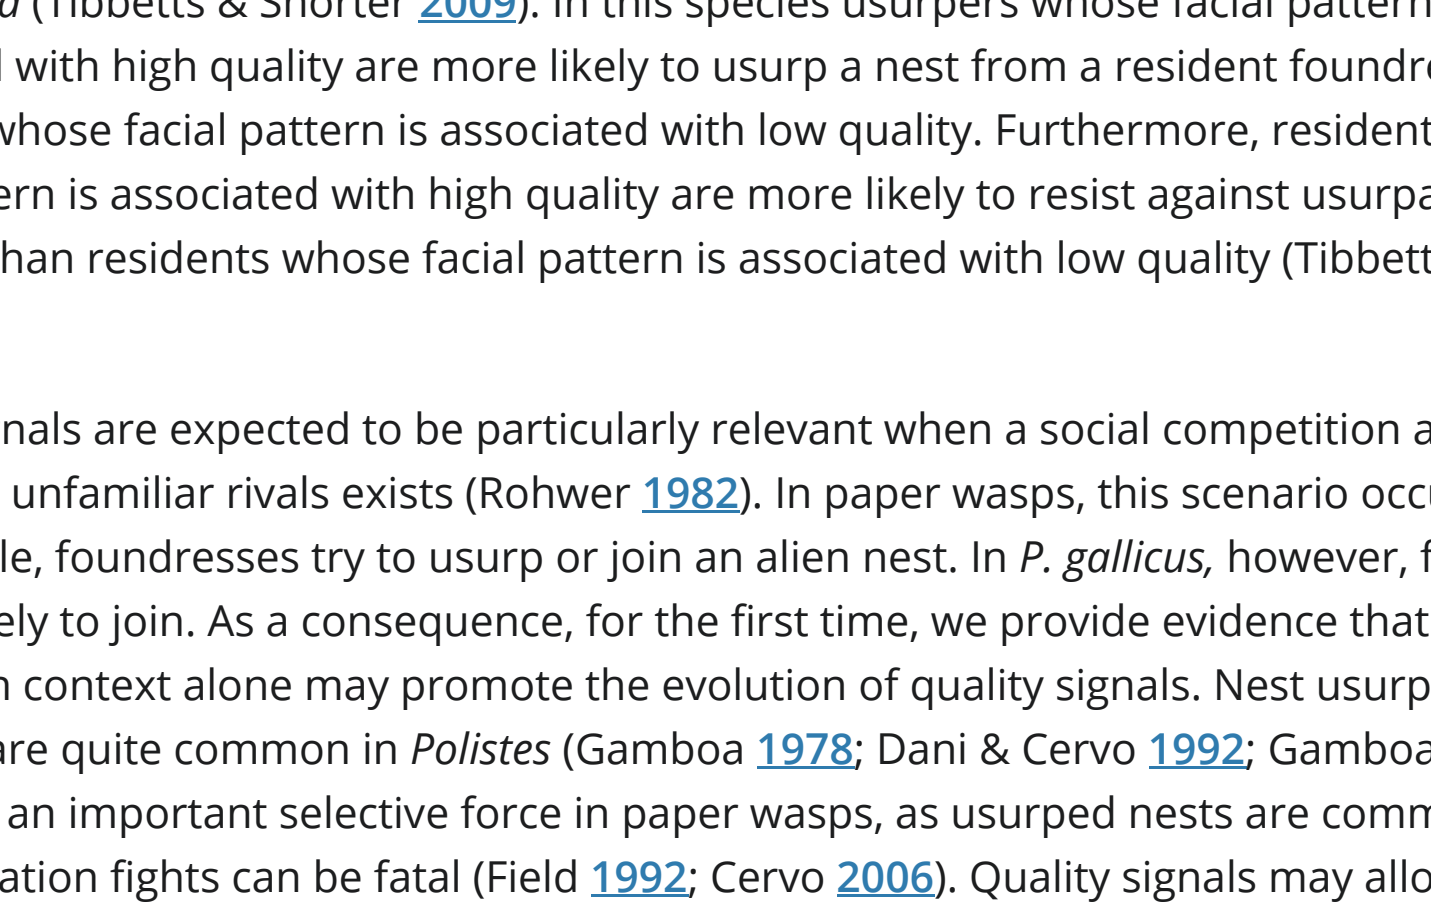 (Tibbetts & Shorter 2009). In this species usurpers whose facial pattern
with high quality are more likely to usurp a nest from a resident foundre
whose facial pattern is associated with low quality. Furthermore, resident
ern is associated with high quality are more likely to resist against usurpa
han residents whose facial pattern is associated with low quality (Tibbett
nals are expected to be particularly relevant when a social competition a
unfamiliar rivals exists (Rohwer 1982). In paper wasps, this scenario occu
le, foundresses try to usurp or join an alien nest. In P. gallicus, however, f
ely to join. As a consequence, for the first time, we provide evidence that
n context alone may promote the evolution of quality signals. Nest usurp
are quite common in Polistes (Gamboa 1978; Dani & Cervo 1992; Gamboa
an important selective force in paper wasps, as usurped nests are comm
ation fights can be fatal (Field 1992; Cervo 2006). Quality signals may allo